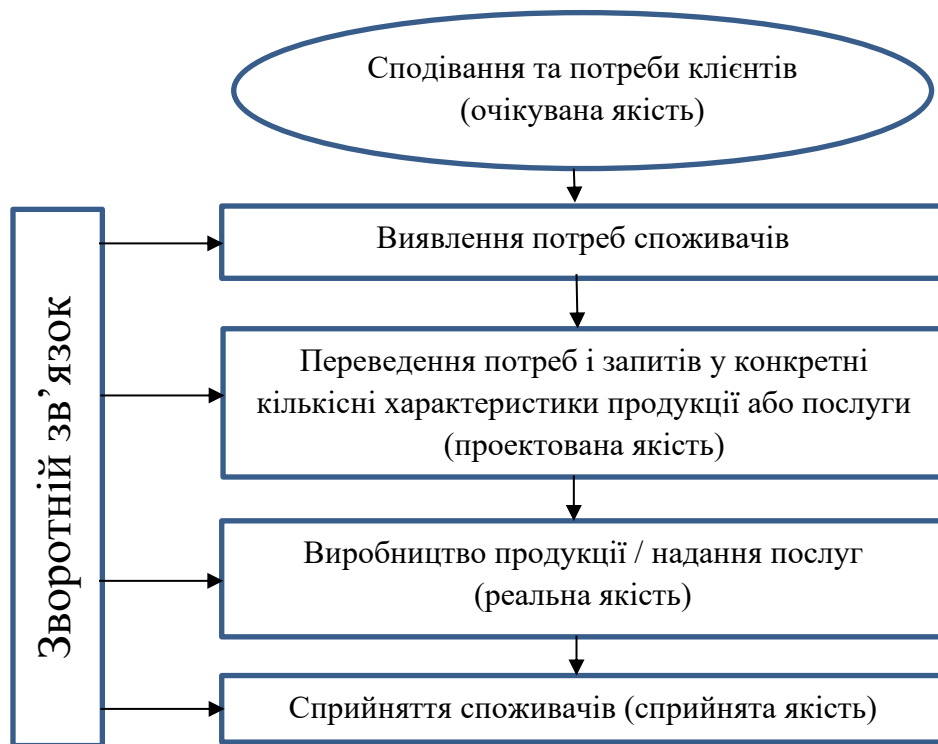 Сподівання та потреби клієнтів
(очікувана якість)
Виявлення потреб споживачів
Переведення потреб і запитів у конкретні
кількісні характеристики продукції або послуги
(проектована якість)
Виробництво продукції / надання послуг
(реальна якість)
Сприйняття споживачів (сприйнята якість)
Зворотній зв’язок